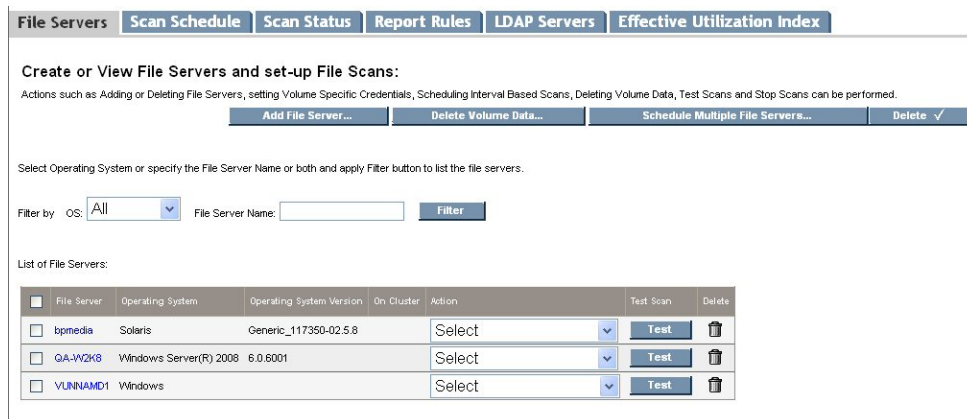 File Servers Scan Schedule Scan Status Report Rules LDAP Servers Effective Utilization Index
Create or View File Servers and set-up File Scans:
Actions such as Adding or Deleting File Servers, setting Volume Specific Credentials, Scheduling Interval Based Scans, Deleting Volume Data, Test Scans and Stop Scans can be performed.
Add File Server... Delete Volume Data... Schedule Multiple File Servers... Delete ✓
Select Operating System or specify the File Server Name or both and apply Filter button to list the file servers.
Filter by OS: All File Server Name: Filter
List of File Servers:
File Server Operating System Operating System Version On Cluster Action Test Scan Delete
bpmedia Solaris Generic_117350-02.5.8 Select Test
QA-W2K8 Windows Server(R) 2008 6.0.6001 Select Test
VUNNAMD1 Windows Select Test